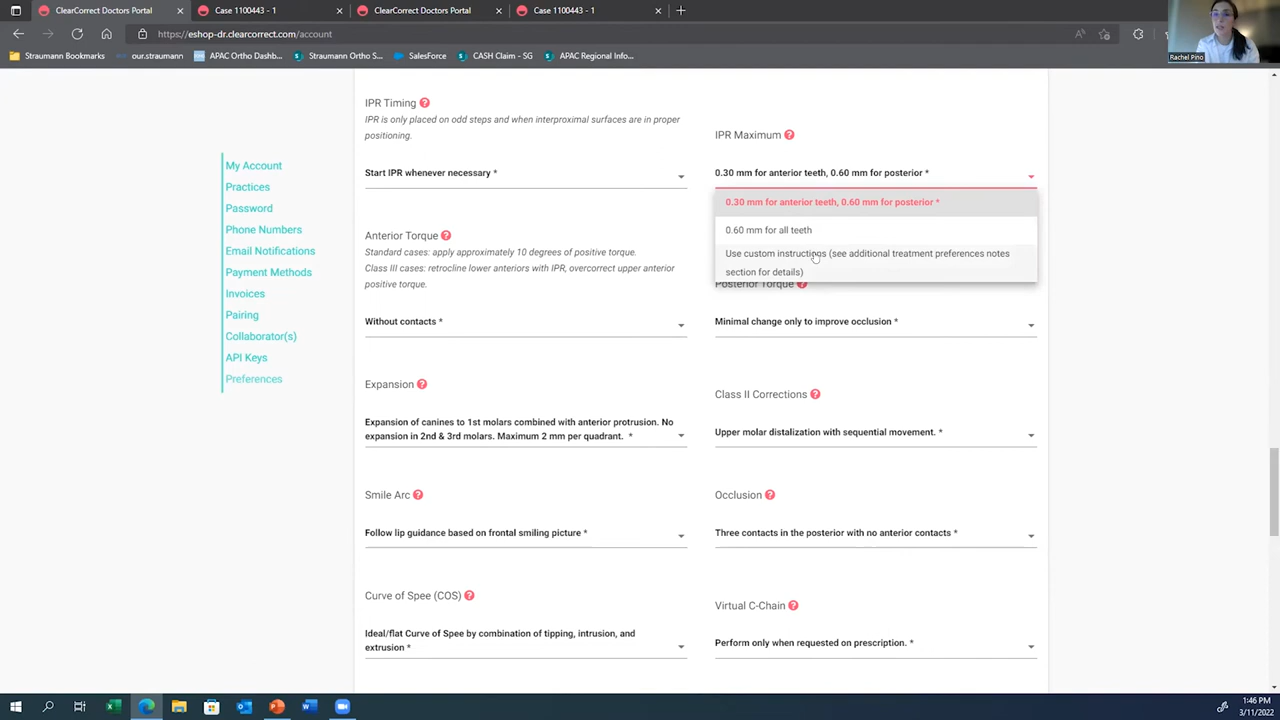 ClearCorrect Doctors Portal
Case 1100443 - 1
ClearCorrect Doctors Portal
Case 1100443 - 1
https://eshop-dr.clearcorrect.com/account
Straumann Bookmarks
our.straumann
APAC Ortho Dashb...
Straumann Ortho S...
SalesForce
CASH Claim - SG
APAC Regional Info...
Rachel Pino
My Account
Practices
Password
Phone Numbers
Email Notifications
Payment Methods
Invoices
Pairing
Collaborator(s)
API Keys
Preferences
IPR Timing
IPR is only placed on odd steps and when interproximal surfaces are in proper
positioning.
Start IPR whenever necessary *
IPR Maximum
0.30 mm for anterior teeth, 0.60 mm for posterior *
0.30 mm for anterior teeth, 0.60 mm for posterior *
0.60 mm for all teeth
Use custom instructions (see additional treatment preferences notes
section for details)
Anterior Torque
Standard cases: apply approximately 10 degrees of positive torque.
Class III cases: retrocline lower anteriors with IPR, overcorrect upper anterior
positive torque.
Without contacts *
Posterior Torque
Minimal change only to improve occlusion *
Expansion
Expansion of canines to 1st molars combined with anterior protrusion. No
expansion in 2nd & 3rd molars. Maximum 2 mm per quadrant. *
Class II Corrections
Upper molar distalization with sequential movement. *
Smile Arc
Follow lip guidance based on frontal smiling picture *
Occlusion
Three contacts in the posterior with no anterior contacts *
Curve of Spee (COS)
Ideal/flat Curve of Spee by combination of tipping, intrusion, and
extrusion *
Virtual C-Chain
Perform only when requested on prescription. *
1:46 PM
3/11/2022